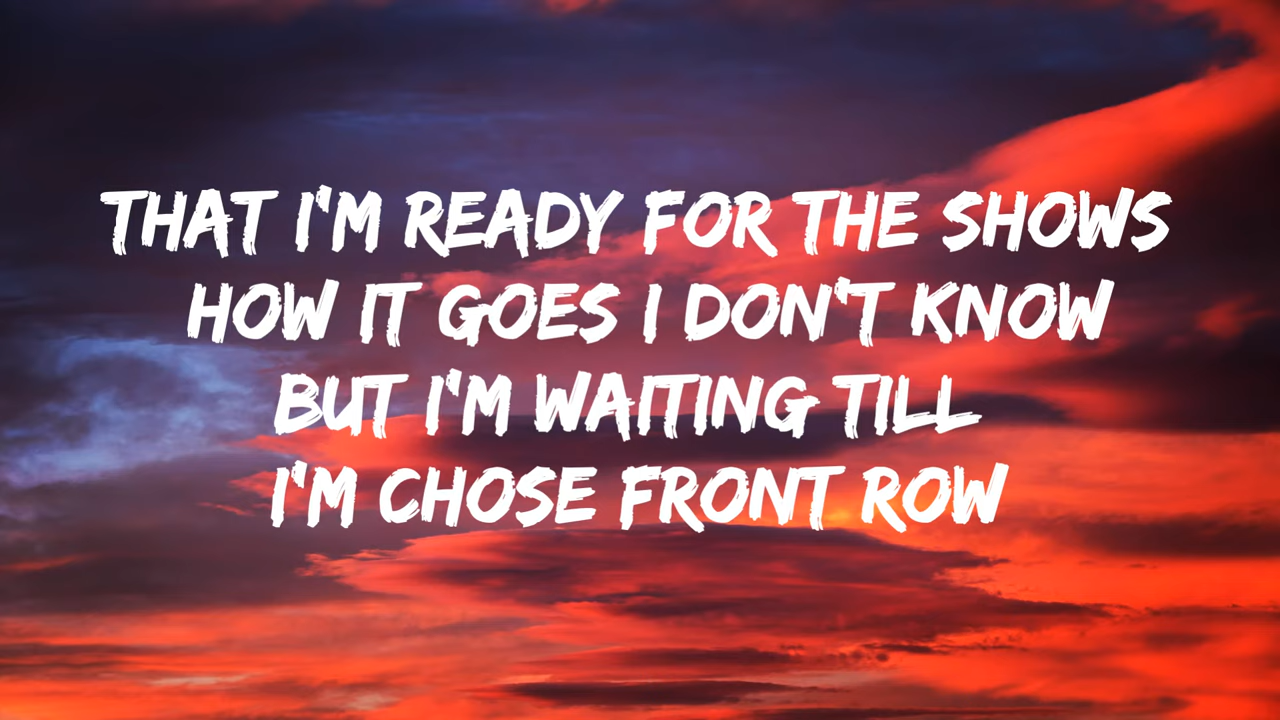 THAT I'M READY FOR THE SHOWS
HOW IT GOES I DON'T KNOW
BUT I'M WAITING TILL
I'M CHOSE FRONT ROW